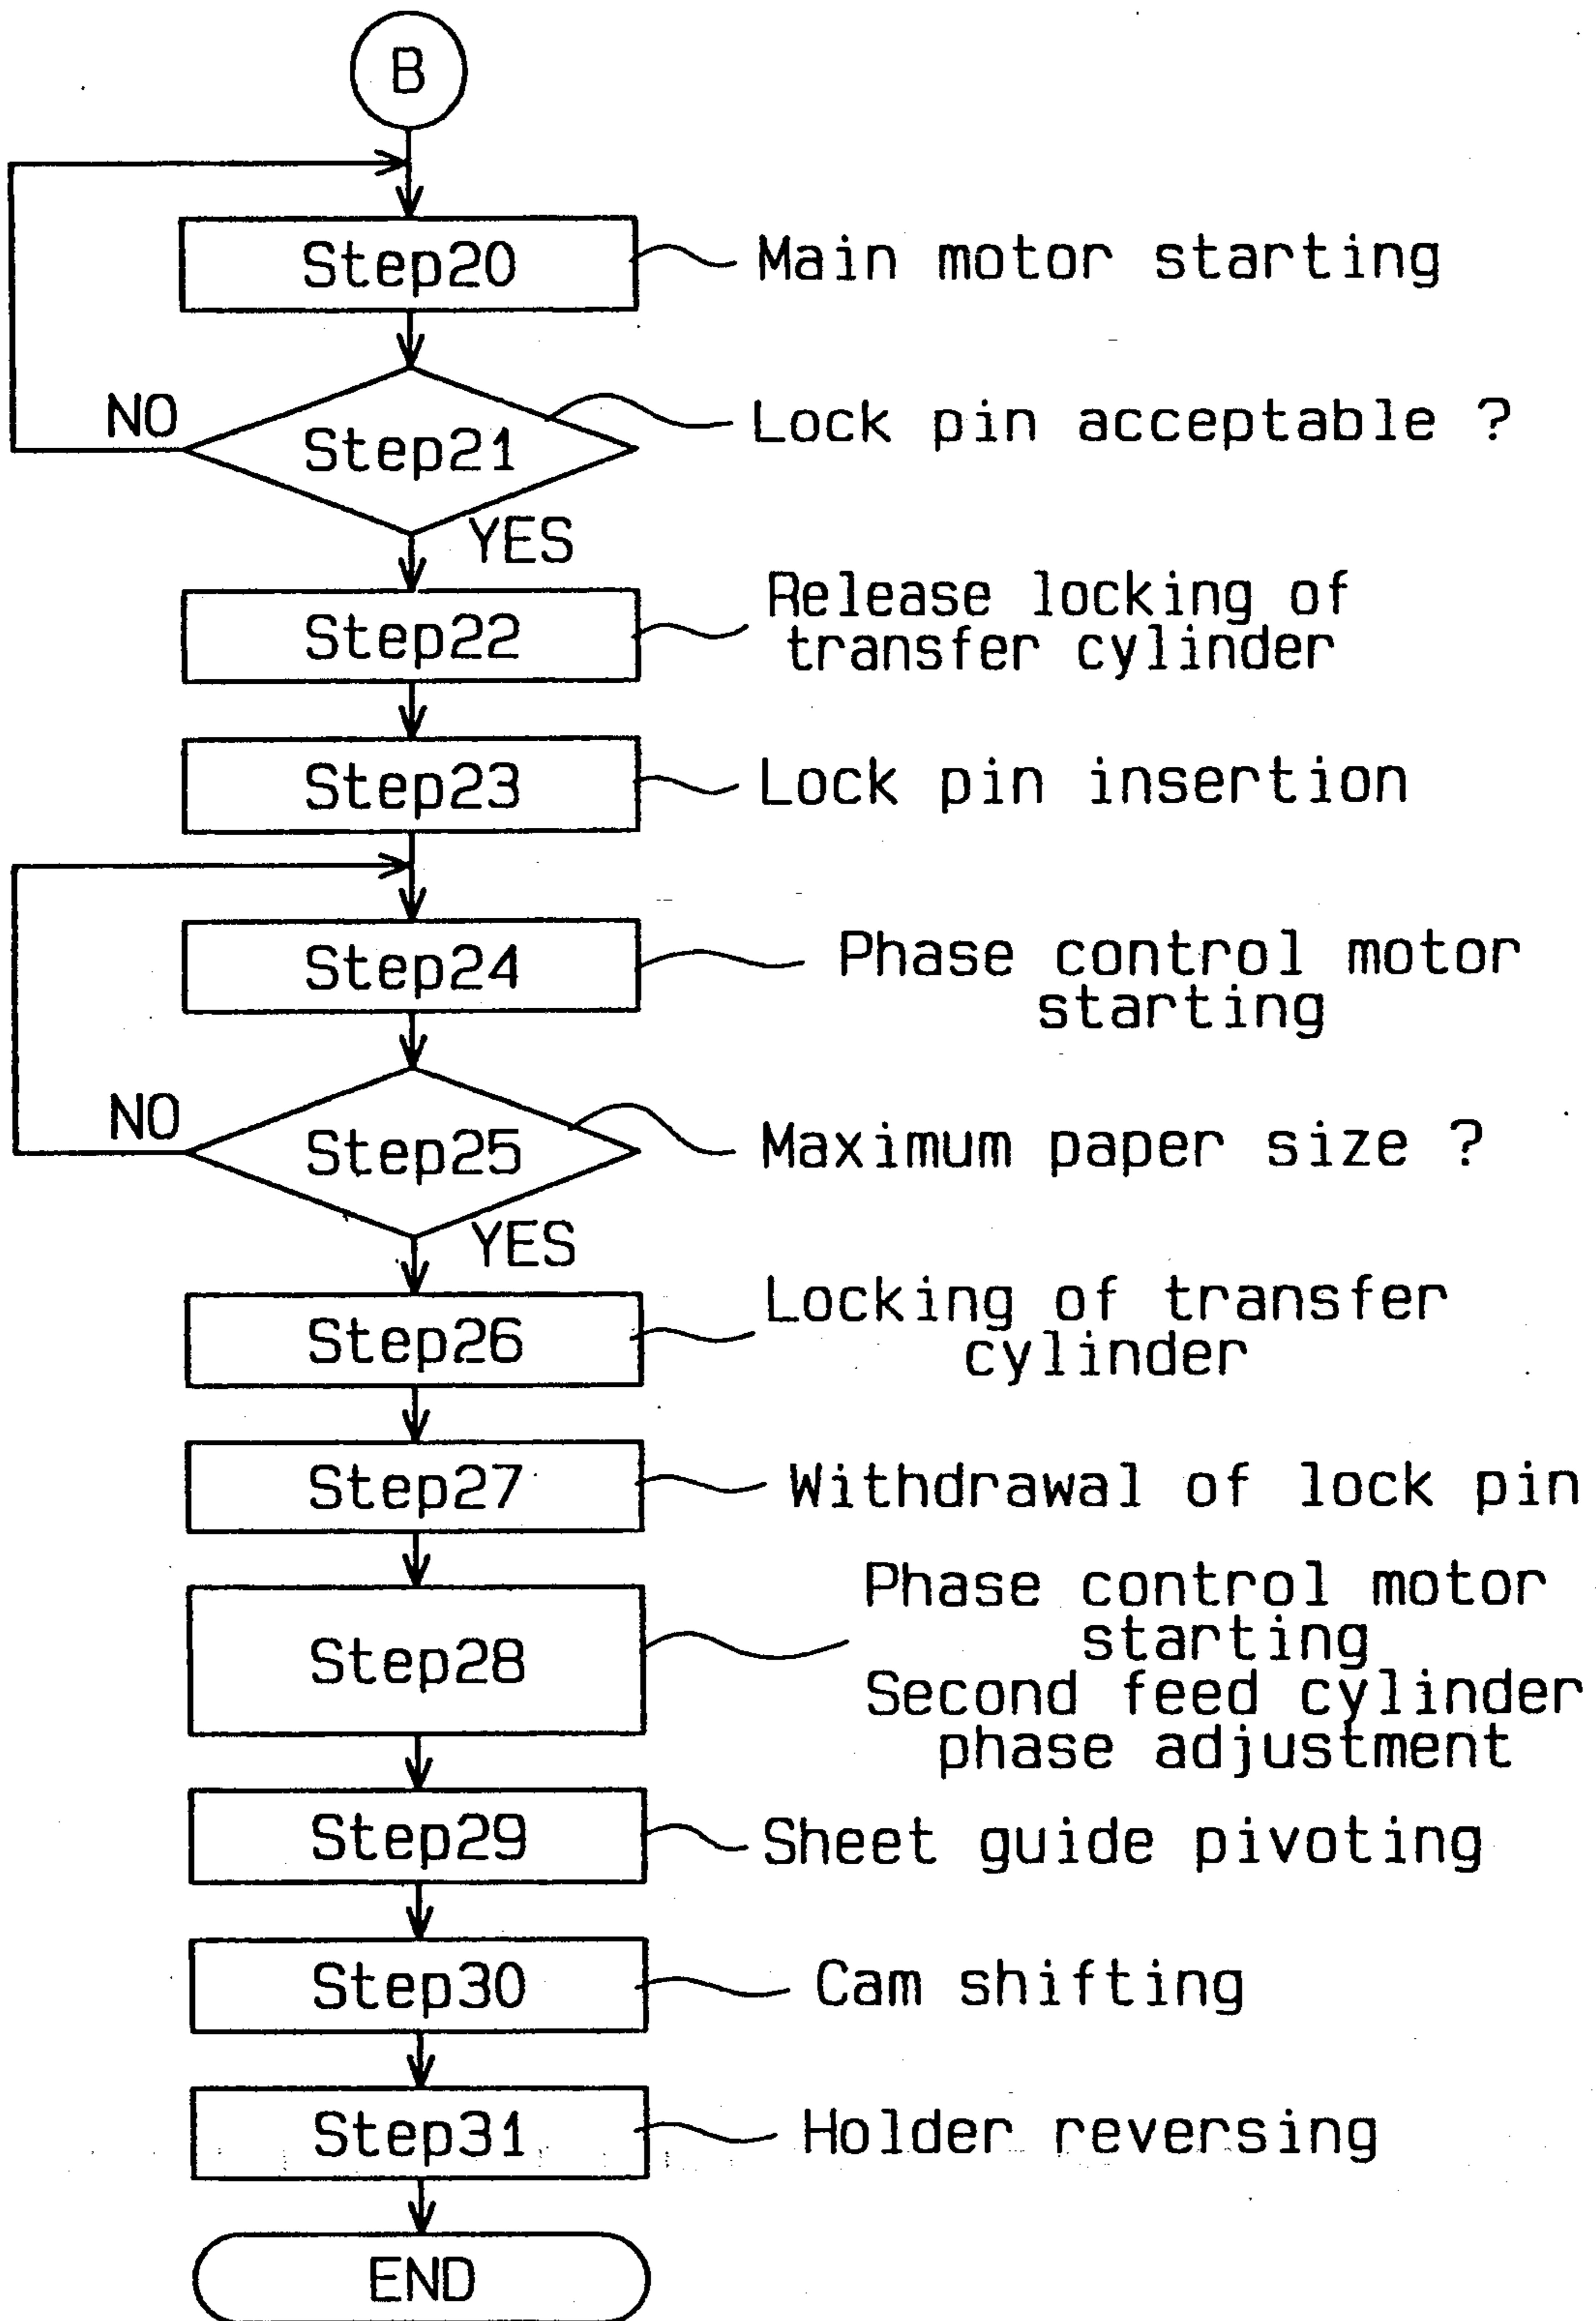 B
Step20
Main motor starting
Step21
Lock pin acceptable ?
NO
YES
Step22
Release locking of
transfer cylinder
Step23
Lock pin insertion
Step24
Phase control motor
starting
Step25
Maximum paper size ?
NO
YES
Step26
Locking of transfer
cylinder
Step27
Withdrawal of lock pin
Step28
Phase control motor
starting
Second feed cylinder
phase adjustment
Step29
Sheet guide pivoting
Step30
Cam shifting
Step31
Holder reversing
END